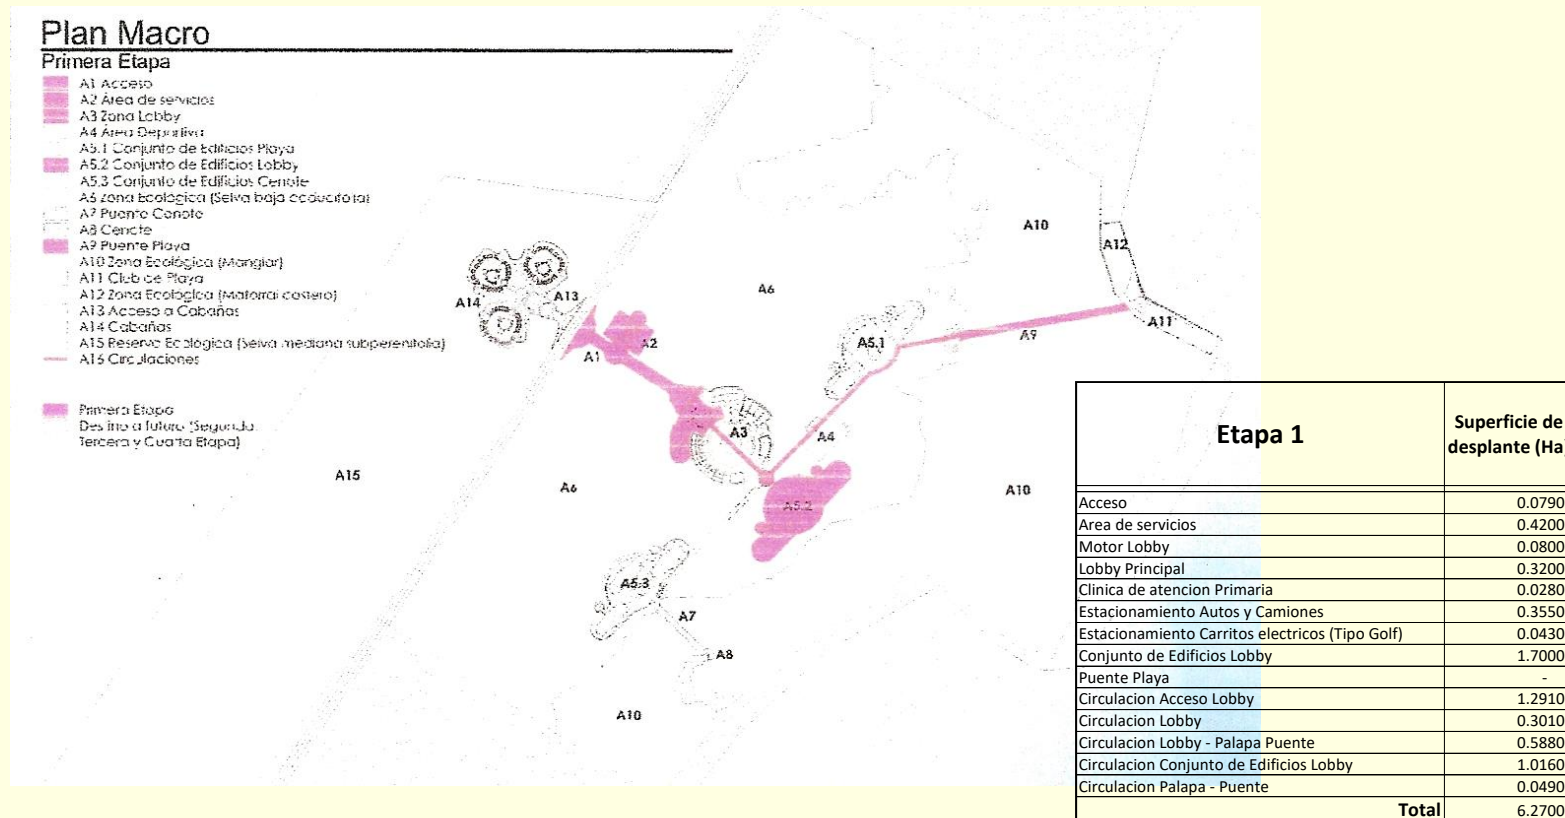 Plan Macro
Primera Etapa
A1 Acceso
A2 Área de servicios
A3 Zona Lobby
A4 Área Deportiva
A5.1 Conjunto de Edificios Playa
A5.2 Conjunto de Edificios Lobby
A5.3 Conjunto de Edificios Cenote
A6 Zona Ecológica (Selva baja caducifolia)
A7 Puente Cenote
A8 Cenote
A9 Puente Playa
A10 Zona Ecológica (Manglar)
A11 Club de Playa
A12 Zona Ecológica (Matorral costero)
A13 Acceso a Cabañas
A14 Cabañas
A15 Reserva Ecológica (Selva mediana subperenifolia)
A16 Circulaciones
Primera Etapa
Destino a futuro (Segunda,
Tercera y Cuarta Etapa)
A10
A12
A6
A14
A13
A11
A9
A5.1
A1
A2
A3
A4
A15
A6
A5.2
A10
A5.3
A7
A8
A10
Etapa 1 Superficie de desplante (Ha
Acceso 0.0790
Area de servicios 0.4200
Motor Lobby 0.0800
Lobby Principal 0.3200
Clinica de atencion Primaria 0.0280
Estacionamiento Autos y Camiones 0.3550
Estacionamiento Carritos electricos (Tipo Golf) 0.0430
Conjunto de Edificios Lobby 1.7000
Puente Playa -
Circulacion Acceso Lobby 1.2910
Circulacion Lobby 0.3010
Circulacion Lobby - Palapa Puente 0.5880
Circulacion Conjunto de Edificios Lobby 1.0160
Circulacion Palapa - Puente 0.0490
Total 6.2700